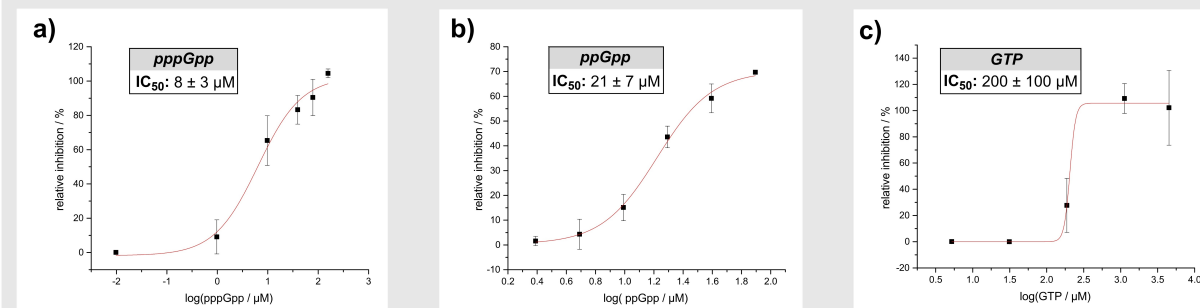 a)
pppGpp
IC50: 8 ± 3 µM
120
100
80
60
40
20
0
relative inhibition / %
-2 -1 0 1 2 3
log(pppGpp / µM)
b)
ppGpp
IC50: 21 ± 7 µM
80
70
60
50
40
30
20
10
0
-10
relative inhibition / %
0.2 0.4 0.6 0.8 1.0 1.2 1.4 1.6 1.8 2.0
log( ppGpp / µM)
c)
GTP
IC50: 200 ± 100 µM
140
120
100
80
60
40
20
0
-20
relative inhibition / %
0.5 1.0 1.5 2.0 2.5 3.0 3.5 4.0
log(GTP / µM)